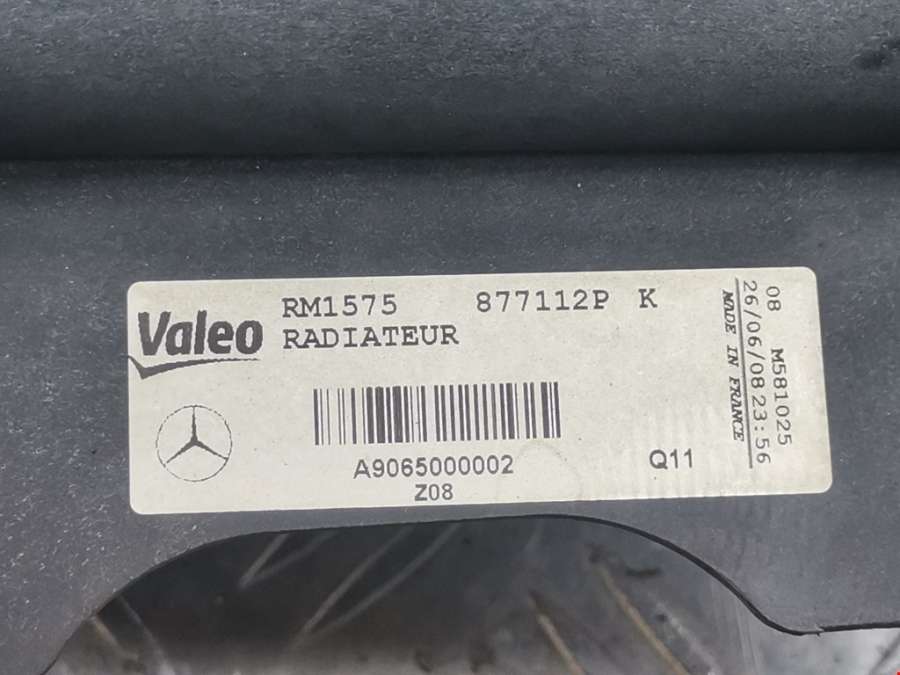 Valeo
RM1575 877112P K
RADIATEUR
A9065000002
Z08
Q11
08 M581025
26/06/08 23:56
MADE IN FRANCE